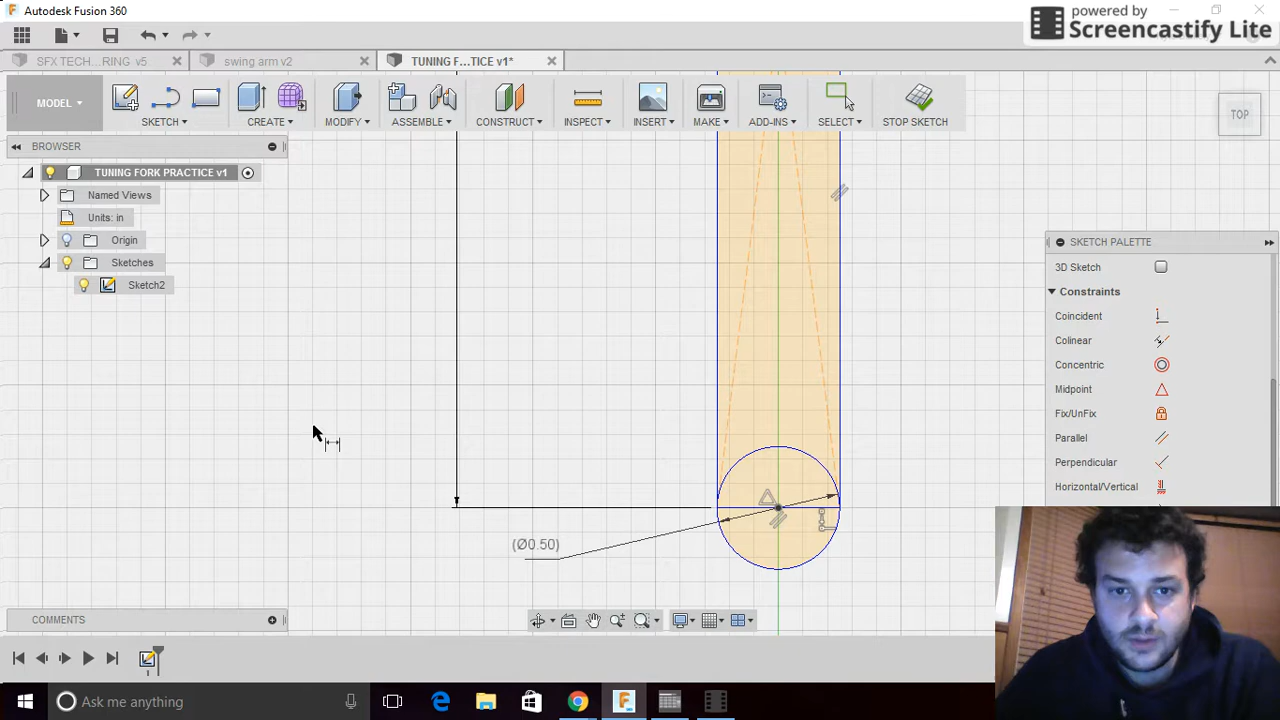 Autodesk Fusion 360
powered by
Screencastify Lite
SFX TECH...RING v5
swing arm v2
TUNING F...TICE v1*
MODEL
SKETCH
CREATE
MODIFY
ASSEMBLE
CONSTRUCT
INSPECT
INSERT
MAKE
ADD-INS
SELECT
STOP SKETCH
TOP
BROWSER
TUNING FORK PRACTICE v1
Named Views
Units: in
Origin
Sketches
Sketch2
SKETCH PALETTE
3D Sketch
Constraints
Coincident
Colinear
Concentric
Midpoint
Fix/UnFix
Parallel
Perpendicular
Horizontal/Vertical
(Ø0.50)
COMMENTS
Ask me anything